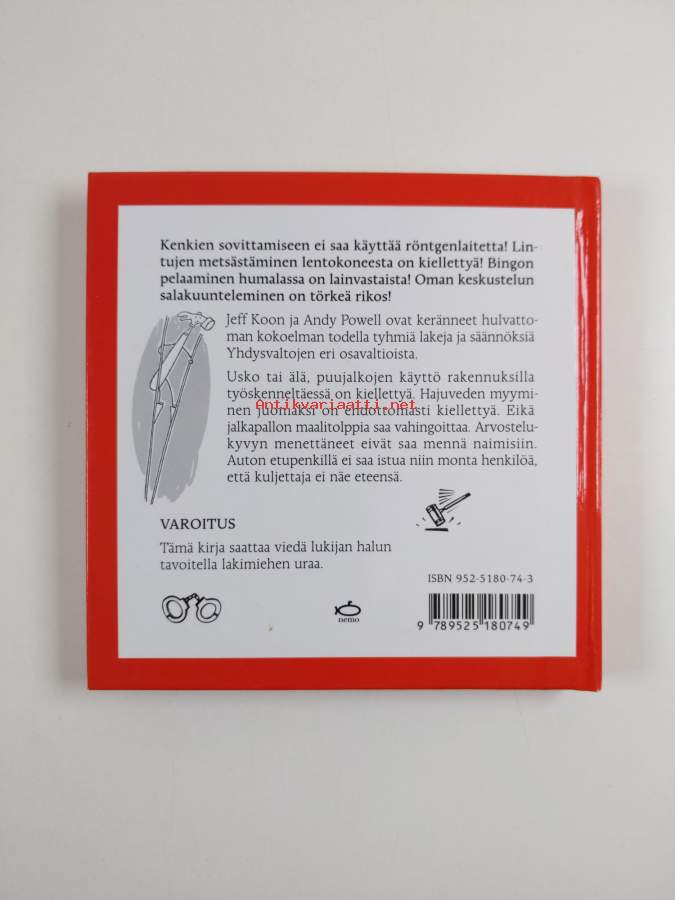 Kenkien sovittamiseen ei saa käyttää röntgenlaitetta! Lin-
tujen metsästäminen lentokoneesta on kiellettyä! Bingon
pelaaminen humalassa on lainvastaista! Oman keskustelun
salakuunteleminen on törkeä rikos!
Jeff Koon ja Andy Powell ovat keränneet hulvatto-
man kokoelman todella tyhmiä lakeja ja säännöksiä
Yhdysvaltojen eri osavaltioista.
Usko tai älä, puujalkojen käyttö rakennuksilla
työskenneltäessä on kiellettyä. Hajuveden myymi-
nen juomaksi on ehdottomasti kiellettyä. Eikä
jalkapallon maalitolppia saa vahingoittaa. Arvostelu-
kyvyn menettäneet eivät saa mennä naimisiin.
Auton etupenkillä ei saa istua niin monta henkilöä,
että kuljettaja ei näe eteensä.
Antikvariaatti.net
VAROITUS
Tämä kirja saattaa viedä lukijan halun
tavoitella lakimiehen uraa.
ISBN 952-5180-74-3
nemo
9 789525 180749